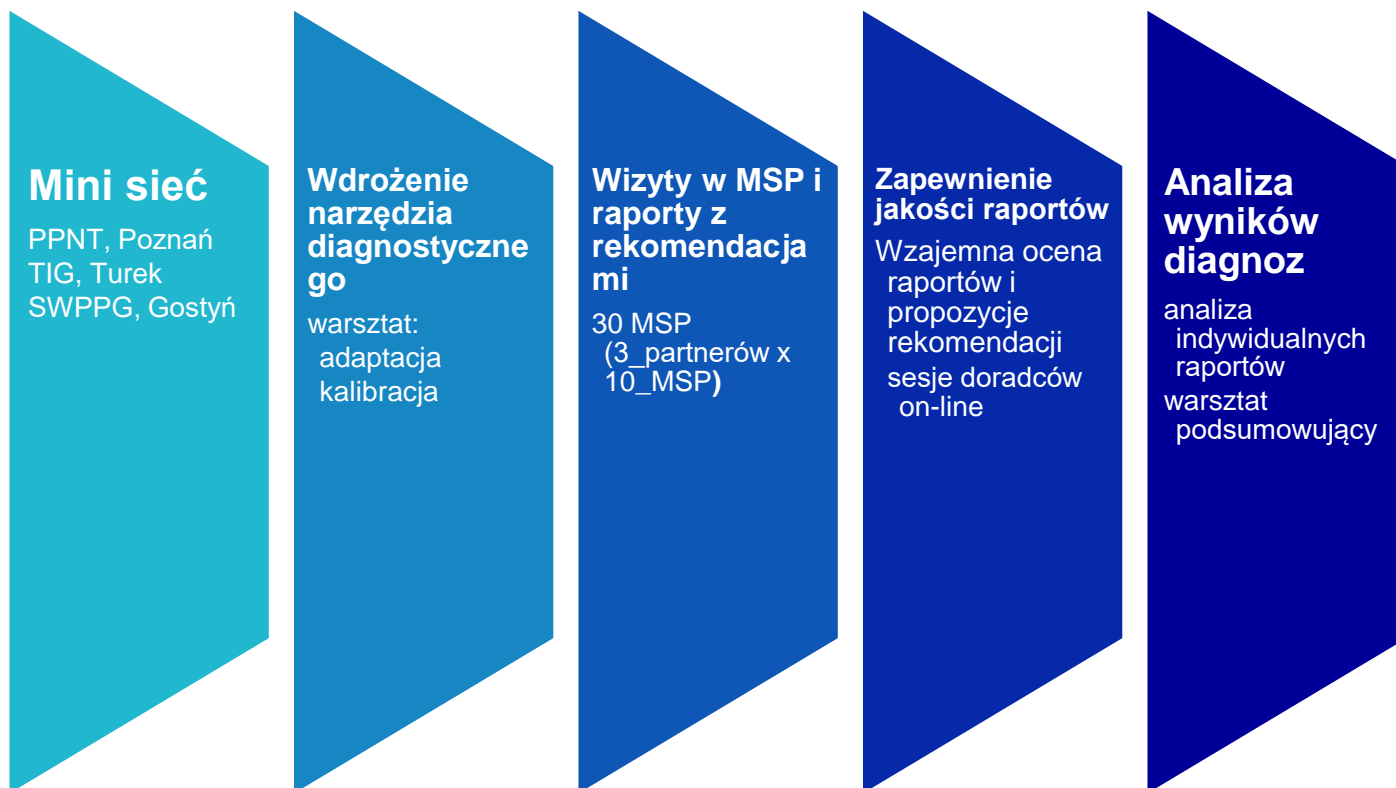 Mini sieć
PPNT, Poznań
TIG, Turek
SWPPG, Gostyń
Wdrożenie
narzędzia
diagnostyczne
go
warsztat:
adaptacja
kalibracja
Wizyty w MSP i
raporty z
rekomendacja
mi
30 MSP
(3_partnerów x
10_MSP)
Zapewnienie
jakości raportów
Wzajemna ocena
raportów i
propozycje
rekomendacji
sesje doradców
on-line
Analiza
wyników
diagnoz
analiza
indywidualnych
raportów
warsztat
podsumowujący